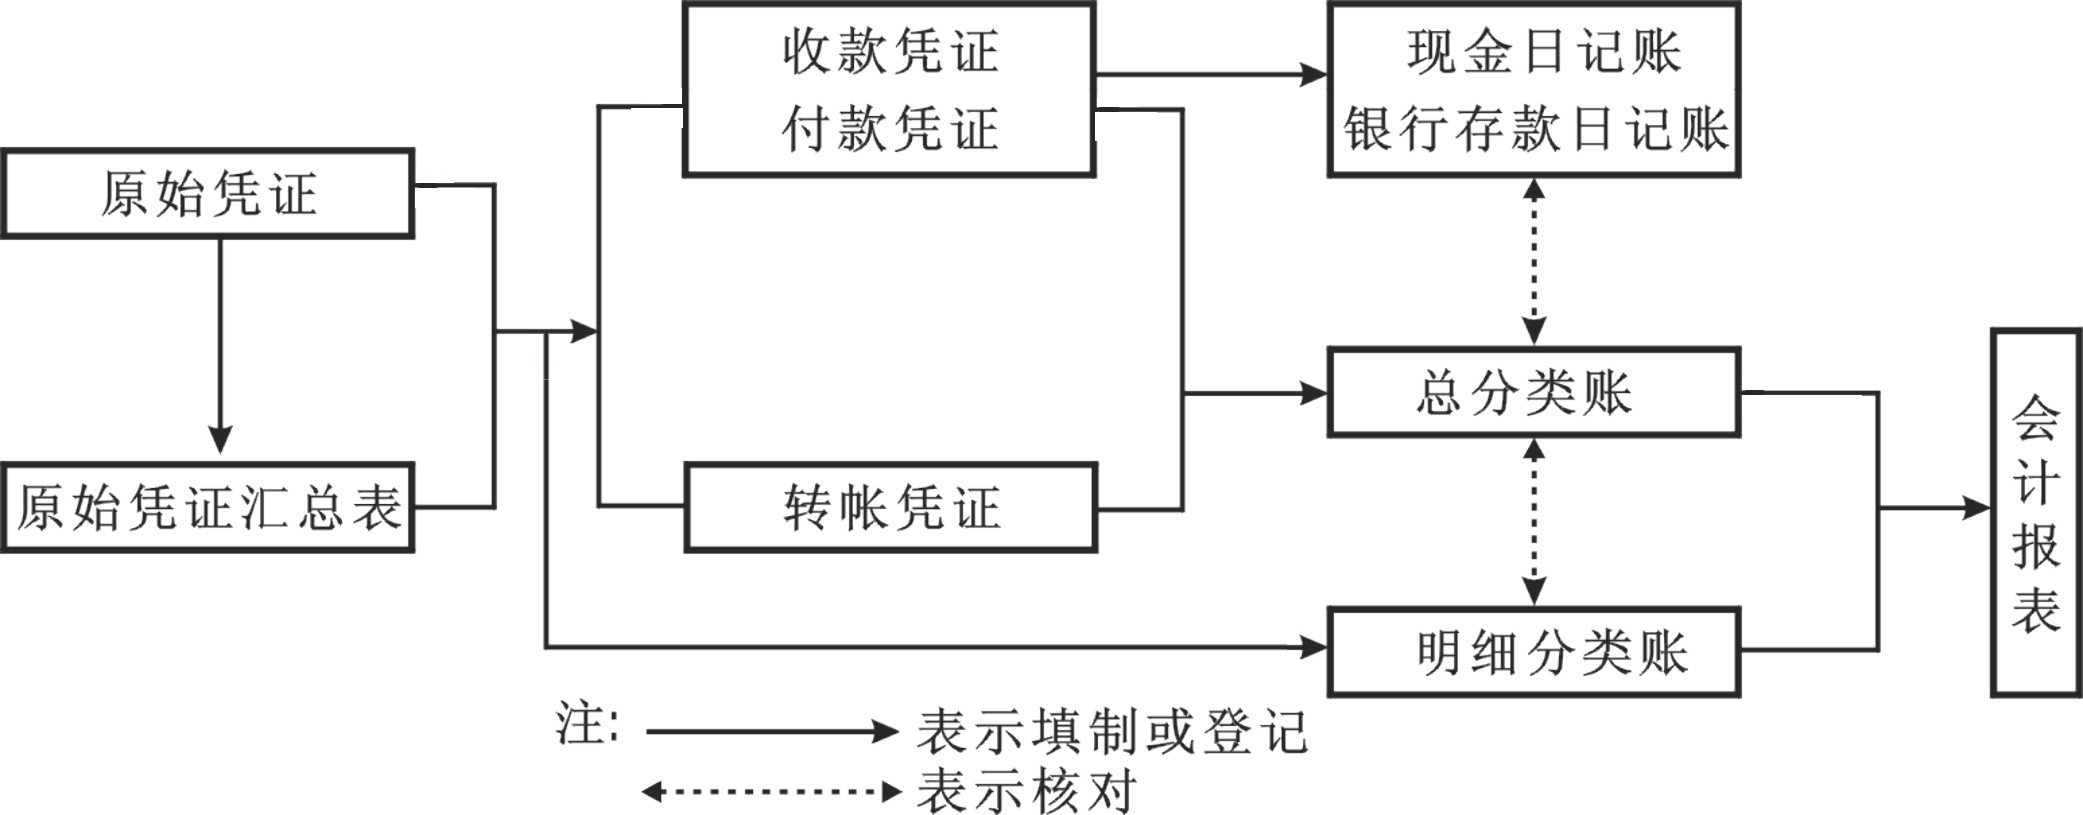 收款凭证
付款凭证
现金日记账
银行存款日记账
原始凭证
原始凭证汇总表
转帐凭证
总分类账
明细分类账
会计报表
注: 表示填制或登记
表示核对